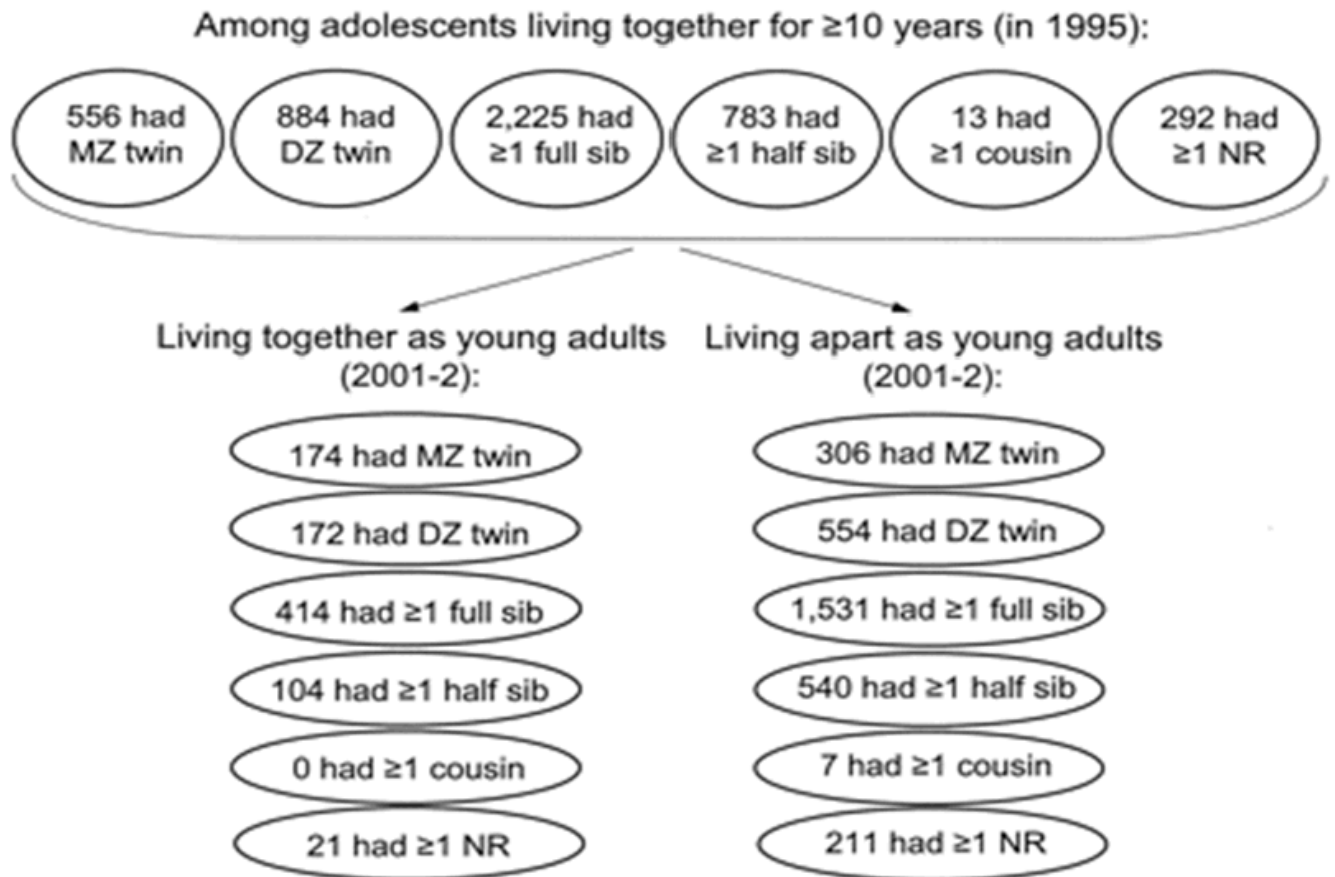 Among adolescents living together for ≥10 years (in 1995):
556 had
MZ twin
884 had
DZ twin
2,225 had
≥1 full sib
783 had
≥1 half sib
13 had
≥1 cousin
292 had
≥1 NR
Living together as young adults
(2001-2):
174 had MZ twin
172 had DZ twin
414 had ≥1 full sib
104 had ≥1 half sib
0 had ≥1 cousin
21 had ≥1 NR
Living apart as young adults
(2001-2):
306 had MZ twin
554 had DZ twin
1,531 had ≥1 full sib
540 had ≥1 half sib
7 had ≥1 cousin
211 had ≥1 NR